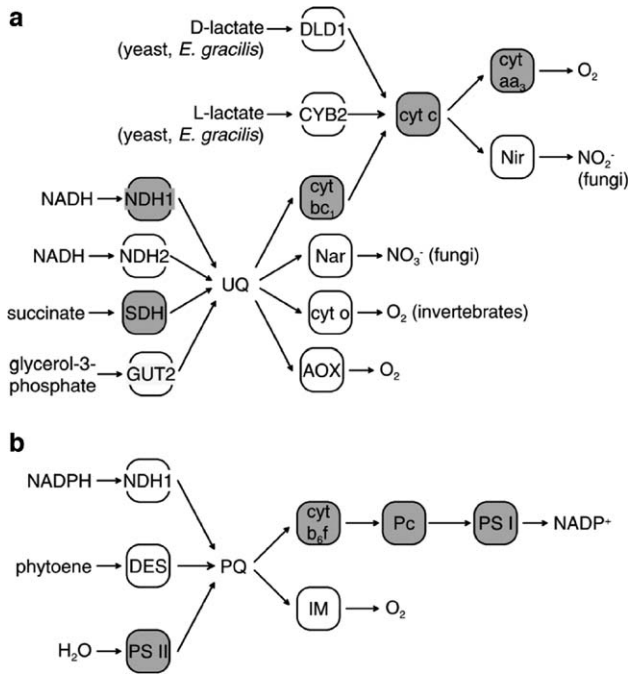 a
D-lactate
(yeast, E. gracilis)
DLD1
L-lactate
(yeast, E. gracilis)
CYB2
cyt c
cyt
aa₃
O₂
Nir
NO₂⁻
(fungi)
NADH
NDH1
NADH
NDH2
succinate
SDH
glycerol-3-
phosphate
GUT2
UQ
cyt
bc₁
Nar
NO₃⁻ (fungi)
cyt o
O₂ (invertebrates)
AOX
O₂
b
NADPH
NDH1
phytoene
DES
H₂O
PS II
PQ
cyt
b₆f
Pc
PS I
NADP⁺
IM
O₂